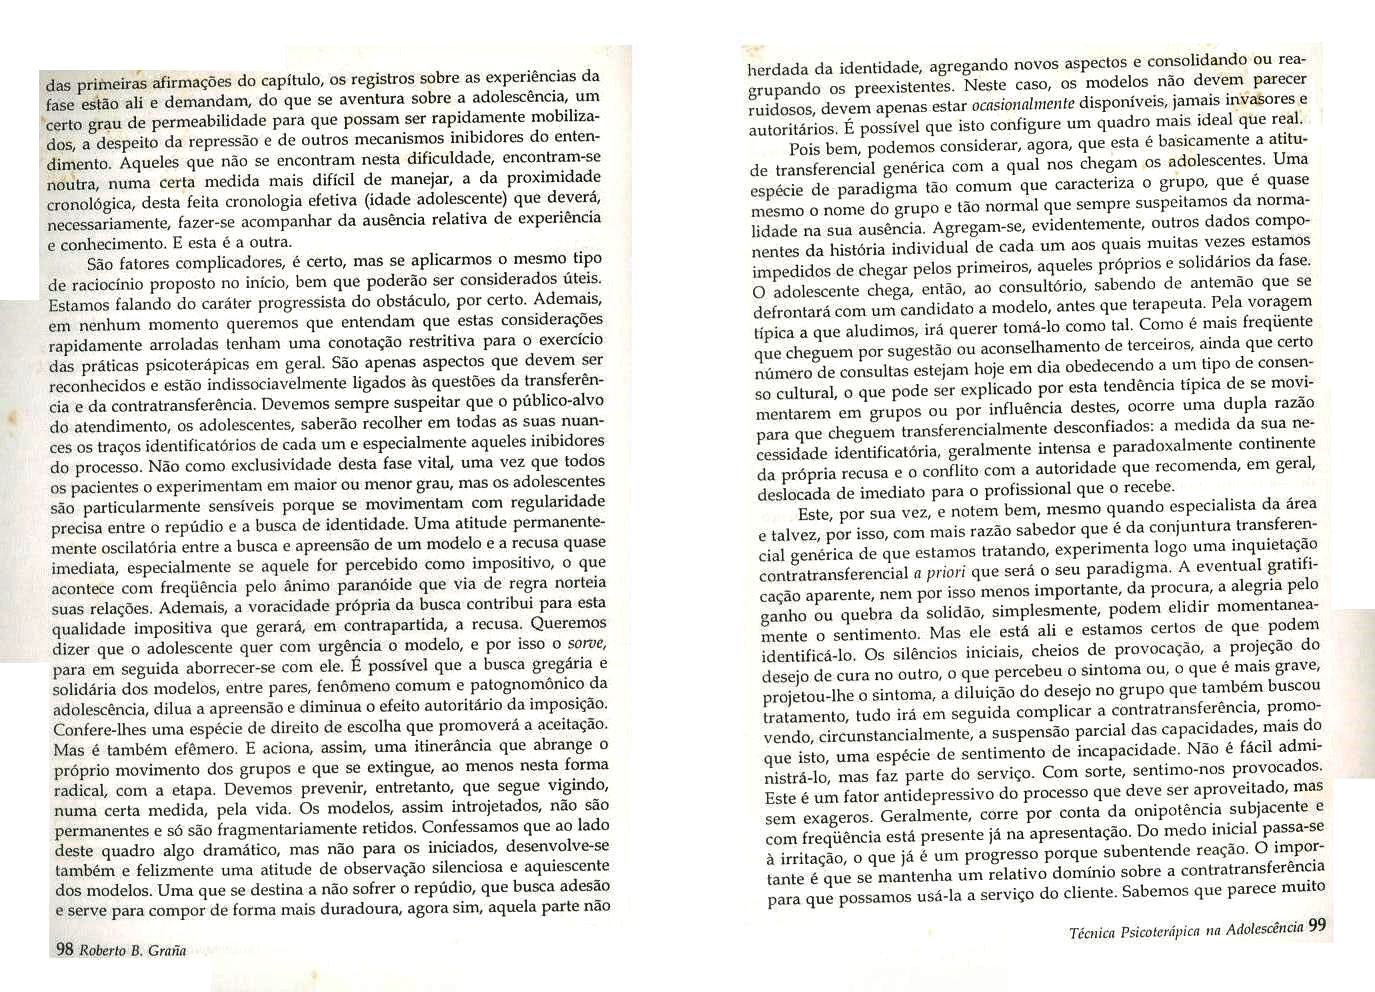 das primeiras afirmações do capítulo, os registros sobre as experiências da
fase estão ali e demandam, do que se aventura sobre a adolescência, um
certo grau de permeabilidade para que possam ser rapidamente mobiliza-
dos, a despeito da repressão e de outros mecanismos inibidores do enten-
dimento. Aqueles que não se encontram nesta dificuldade, encontram-se
noutra, numa certa medida mais difícil de manejar, a da proximidade
cronológica, desta feita cronologia efetiva (idade adolescente) que deverá,
necessariamente, fazer-se acompanhar da ausência relativa de experiência
e conhecimento. E esta é a outra.
São fatores complicadores, é certo, mas se aplicarmos o mesmo tipo
de raciocínio proposto no início, bem que poderão ser considerados úteis.
Estamos falando do caráter progressista do obstáculo, por certo. Ademais,
em nenhum momento queremos que entendam que estas considerações
rapidamente arroladas tenham uma conotação restritiva para o exercício
das práticas psicoterápicas em geral. São apenas aspectos que devem ser
reconhecidos e estão indissociavelmente ligados às questões da transferên-
cia e da contratransferência. Devemos sempre suspeitar que o público-alvo
do atendimento, os adolescentes, saberão recolher em todas as suas nuan-
ces os traços identificatórios de cada um e especialmente aqueles inibidores
do processo. Não como exclusividade desta fase vital, uma vez que todos
os pacientes o experimentam em maior ou menor grau, mas os adolescentes
são particularmente sensíveis porque se movimentam com regularidade
precisa entre o repúdio e a busca de identidade. Uma atitude permanente-
mente oscilatória entre a busca e apreensão de um modelo e a recusa quase
imediata, especialmente se aquele for percebido como impositivo, o que
acontece com freqüência pelo ânimo paranóide que via de regra norteia
suas relações. Ademais, a voracidade própria da busca contribui para esta
qualidade impositiva que gerará, em contrapartida, a recusa. Queremos
dizer que o adolescente quer com urgência o modelo, e por isso o sorve,
para em seguida aborrecer-se com ele. É possível que a busca gregária e
solidária dos modelos, entre pares, fenômeno comum e patognomônico da
adolescência, dilua a apreensão e diminua o efeito autoritário da imposição.
Confere-lhes uma espécie de direito de escolha que promoverá a aceitação.
Mas é também efêmero. E aciona, assim, uma itinerância que abrange o
próprio movimento dos grupos e que se extingue, ao menos nesta forma
radical, com a etapa. Devemos prevenir, entretanto, que segue vigindo,
numa certa medida, pela vida. Os modelos, assim introjetados, não são
permanentes e só são fragmentariamente retidos. Confessamos que ao lado
deste quadro algo dramático, mas não para os iniciados, desenvolve-se
também e felizmente uma atitude de observação silenciosa e aquiescente
dos modelos. Uma que se destina a não sofrer o repúdio, que busca adesão
e serve para compor de forma mais duradoura, agora sim, aquela parte não
98 Roberto B. Graña
herdada da identidade, agregando novos aspectos e consolidando ou rea-
grupando os preexistentes. Neste caso, os modelos não devem parecer
ruidosos, devem apenas estar ocasionalmente disponíveis, jamais invasores e
autoritários. É possível que isto configure um quadro mais ideal que real.
Pois bem, podemos considerar, agora, que esta é basicamente a atitu-
de transferencial genérica com a qual nos chegam os adolescentes. Uma
espécie de paradigma tão comum que caracteriza o grupo, que é quase
mesmo o nome do grupo e tão normal que sempre suspeitamos da norma-
lidade na sua ausência. Agregam-se, evidentemente, outros dados compo-
nentes da história individual de cada um aos quais muitas vezes estamos
impedidos de chegar pelos primeiros, aqueles próprios e solidários da fase.
O adolescente chega, então, ao consultório, sabendo de antemão que se
defrontará com um candidato a modelo, antes que terapeuta. Pela voragem
típica a que aludimos, irá querer tomá-lo como tal. Como é mais freqüente
que cheguem por sugestão ou aconselhamento de terceiros, ainda que certo
número de consultas estejam hoje em dia obedecendo a um tipo de consen-
so cultural, o que pode ser explicado por esta tendência típica de se movi-
mentarem em grupos ou por influência destes, ocorre uma dupla razão
para que cheguem transferencialmente desconfiados: a medida da sua ne-
cessidade identificatória, geralmente intensa e paradoxalmente continente
da própria recusa e o conflito com a autoridade que recomenda, em geral,
deslocada de imediato para o profissional que o recebe.
Este, por sua vez, e notem bem, mesmo quando especialista da área
e talvez, por isso, com mais razão sabedor que é da conjuntura transferen-
cial genérica de que estamos tratando, experimenta logo uma inquietação
contratransferencial a priori que será o seu paradigma. A eventual gratifi-
cação aparente, nem por isso menos importante, da procura, a alegria pelo
ganho ou quebra da solidão, simplesmente, podem elidir momentanea-
mente o sentimento. Mas ele está ali e estamos certos de que podem
identificá-lo. Os silêncios iniciais, cheios de provocação, a projeção do
desejo de cura no outro, o que percebeu o sintoma ou, o que é mais grave,
projetou-lhe o sintoma, a diluição do desejo no grupo que também buscou
tratamento, tudo irá em seguida complicar a contratransferência, promo-
vendo, circunstancialmente, a suspensão parcial das capacidades, mais do
que isto, uma espécie de sentimento de incapacidade. Não é fácil admi-
nistrá-lo, mas faz parte do serviço. Com sorte, sentimo-nos provocados.
Este é um fator antidepressivo do processo que deve ser aproveitado, mas
sem exageros. Geralmente, corre por conta da onipotência subjacente e
com freqüência está presente já na apresentação. Do medo inicial passa-se
à irritação, o que já é um progresso porque subentende reação. O impor-
tante é que se mantenha um relativo domínio sobre a contratransferência
para que possamos usá-la a serviço do cliente. Sabemos que parece muito
Técnica Psicoterápica na Adolescência 99